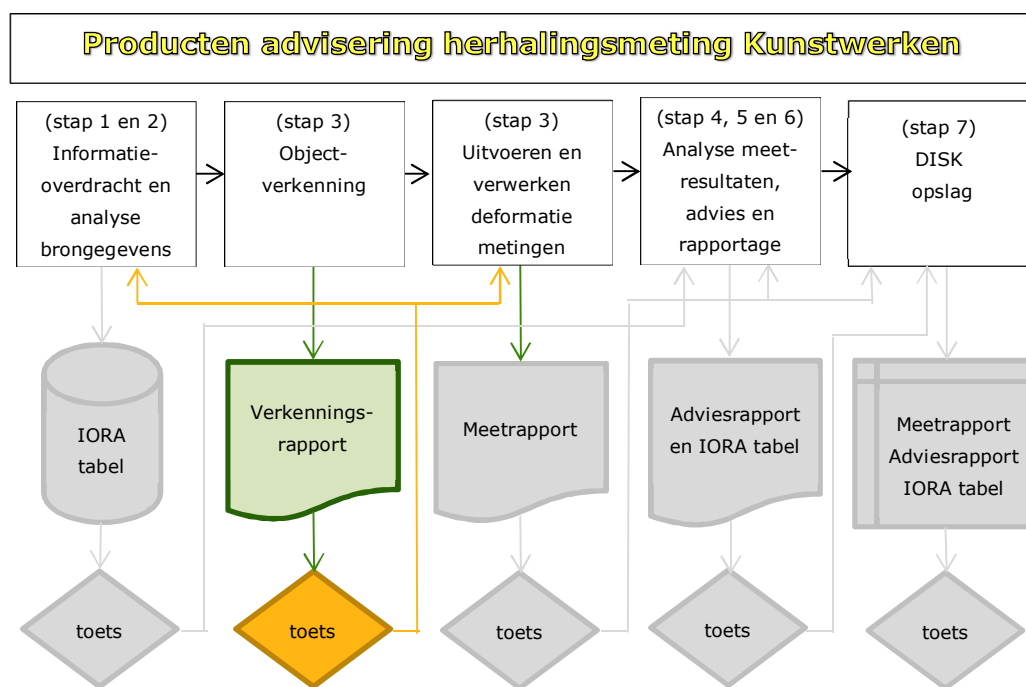 Producten advisering herhalingsmeting Kunstwerken
(stap 1 en 2)
Informatie-
overdracht en
analyse
brongegevens
(stap 3)
Object-
verkenning
(stap 3)
Uitvoeren en
verwerken
deformatie
metingen
(stap 4, 5 en 6)
Analyse meet-
resultaten,
advies en
rapportage
(stap 7)
DISK
opslag
IORA
tabel
Verkennings-
rapport
Meetrapport
Adviesrapport
en IORA tabel
Meetrapport
Adviesrapport
IORA tabel
toets
toets
toets
toets
toets